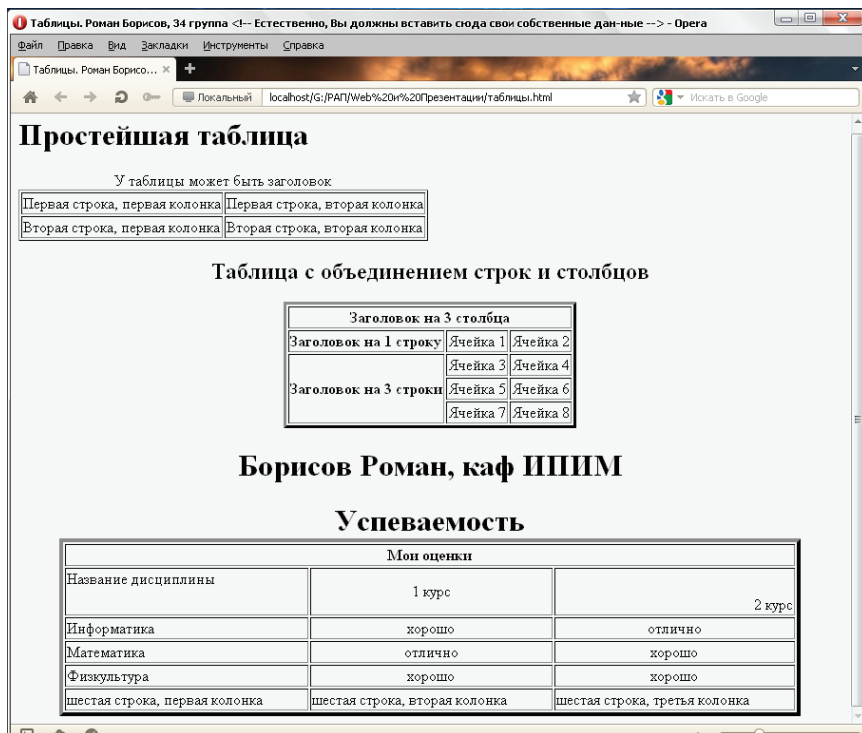 Таблицы. Роман Борисов, 34 группа <!-- Естественно, Вы должны вставить сюда свои собственные дан-ные --> - Opera
Файл Правка Вид Закладки Инструменты Справка
Таблицы. Роман Борисо...
Локальный localhost/G:/РАП/Web%20и%20Презентации/таблицы.html Искать в Google
Простейшая таблица
У таблицы может быть заголовок
Первая строка, первая колонка Первая строка, вторая колонка
Вторая строка, первая колонка Вторая строка, вторая колонка
Таблица с объединением строк и столбцов
Заголовок на 3 столбца
Заголовок на 1 строку Ячейка 1 Ячейка 2
Заголовок на 3 строки Ячейка 3 Ячейка 4
Ячейка 5 Ячейка 6
Ячейка 7 Ячейка 8
Борисов Роман, каф ИПИМ
Успеваемость
Мои оценки
Название дисциплины 1 курс 2 курс
Информатика хорошо отлично
Математика отлично хорошо
Физкультура хорошо хорошо
шестая строка, первая колонка шестая строка, вторая колонка шестая строка, третья колонка